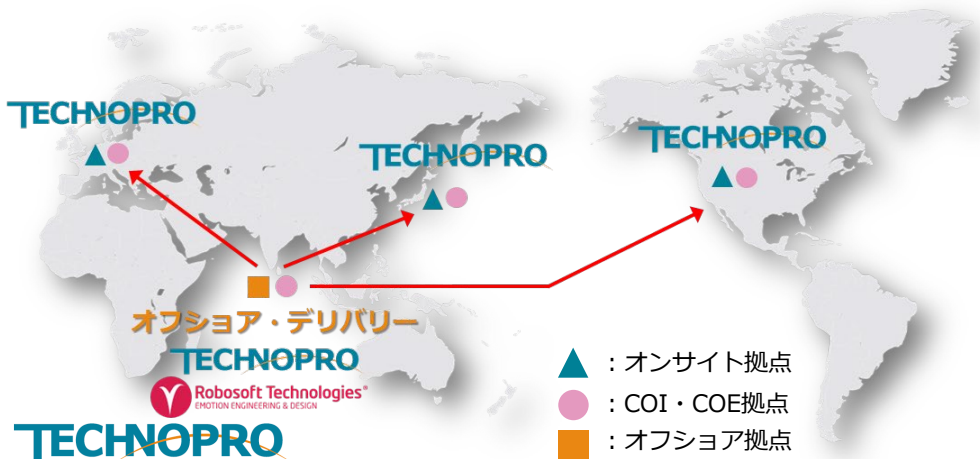 TECHNOPRO
TECHNOPRO
TECHNOPRO
オフショア・デリバリー
TECHNOPRO
Robosoft Technologies®
EMOTION ENGINEERING & DESIGN
TECHNOPRO
：オンサイト拠点
：COI・COE拠点
：オフショア拠点